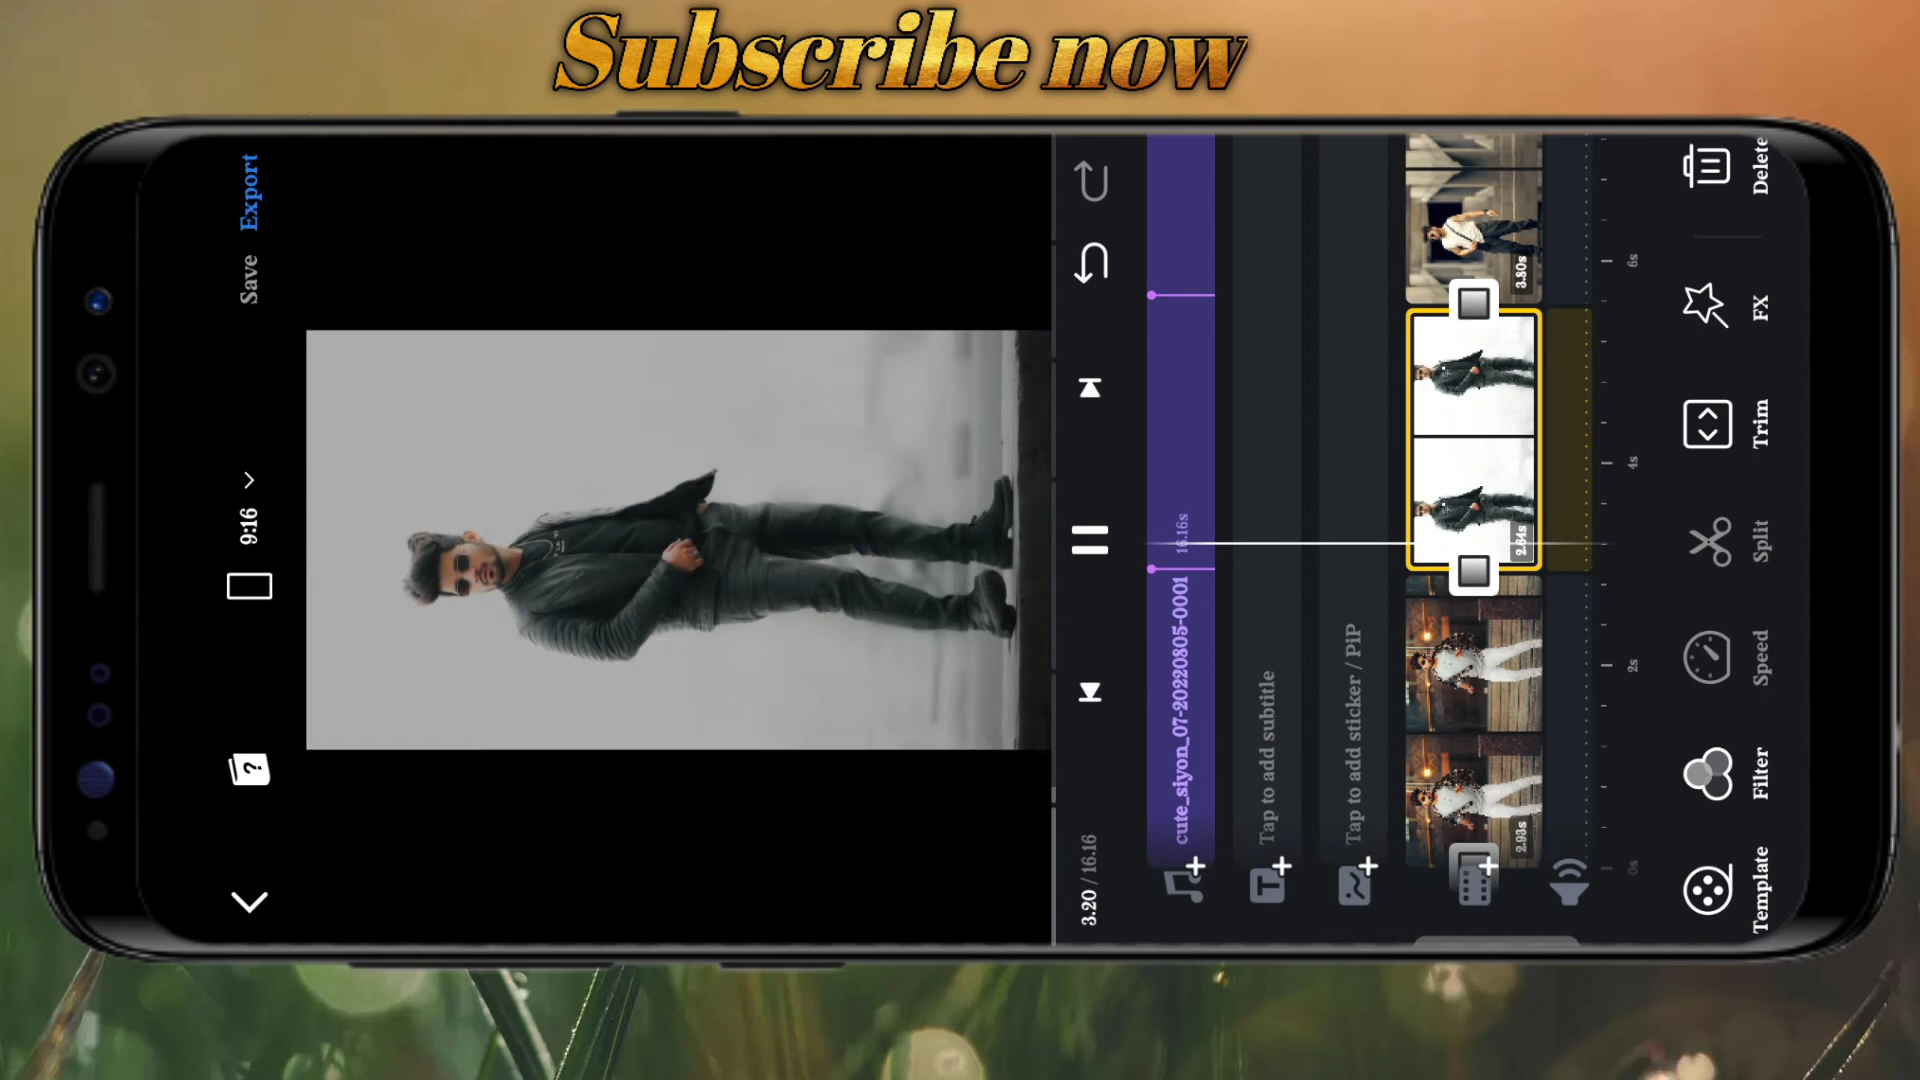 Subscribe now
9:16
Save
Export
3.20 / 16.16
cute_siyon_07-20220805-0001
16.16s
Tap to add subtitle
Tap to add sticker / PiP
2.93s
2.64s
3.80s
0s
2s
4s
6s
Template
Filter
Speed
Split
Trim
FX
Delete